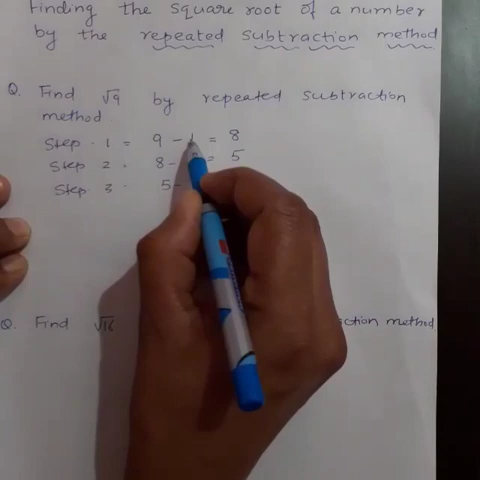 Finding the square root of a number
by the repeated subtraction method
Q. Find √9 by repeated subtraction
method
Step 1 = 9 - 1 = 8
Step 2 = 8 - = 5
Step 3 5 -
Q. Find √16 method